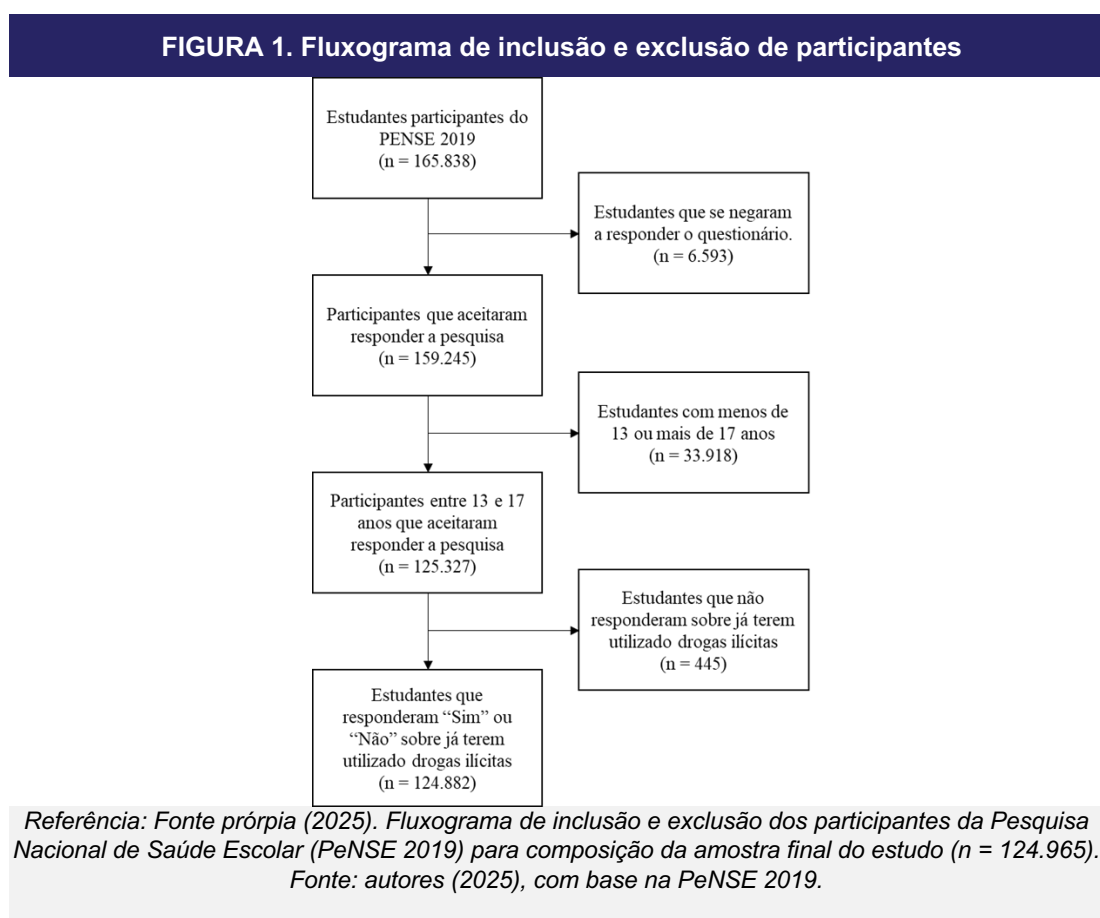 FIGURA 1. Fluxograma de inclusão e exclusão de participantes
Estudantes participantes do
PENSE 2019
(n = 165.838)
Estudantes que se negaram
a responder o questionário.
(n = 6.593)
Participantes que aceitaram
responder a pesquisa
(n = 159.245)
Estudantes com menos de
13 ou mais de 17 anos
(n = 33.918)
Participantes entre 13 e 17
anos que aceitaram
responder a pesquisa
(n = 125.327)
Estudantes que não
responderam sobre já terem
utilizado drogas ilícitas
(n = 445)
Estudantes que
responderam “Sim” ou
“Não” sobre já terem
utilizado drogas ilícitas
(n = 124.882)
Referência: Fonte prórpia (2025). Fluxograma de inclusão e exclusão dos participantes da Pesquisa
Nacional de Saúde Escolar (PeNSE 2019) para composição da amostra final do estudo (n = 124.965).
Fonte: autores (2025), com base na PeNSE 2019.